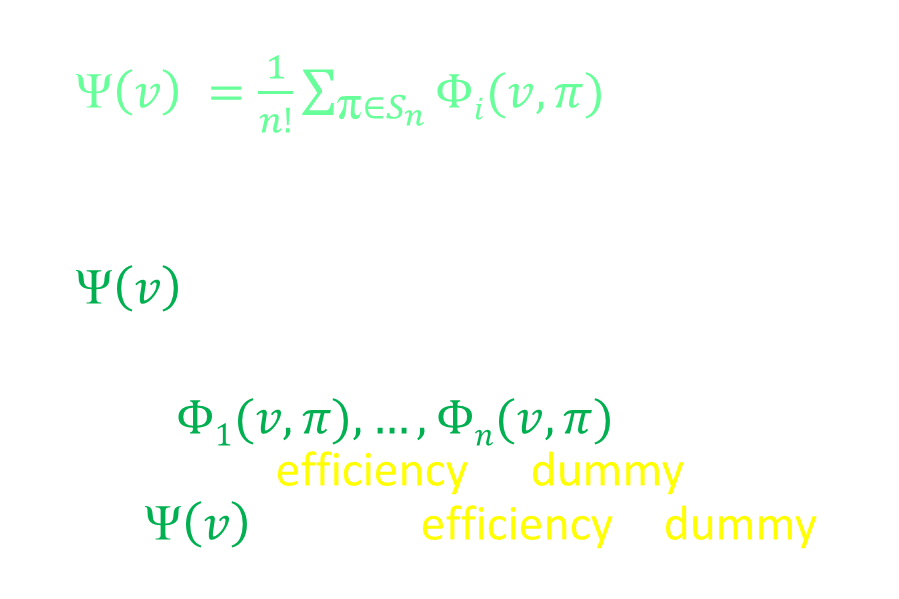 Ψ(v) = 1/n! ∑π∈Sₙ Φᵢ(v, π)
Ψ(v)
Φ₁(v, π), … , Φₙ(v, π)
efficiency dummy
Ψ(v) efficiency dummy